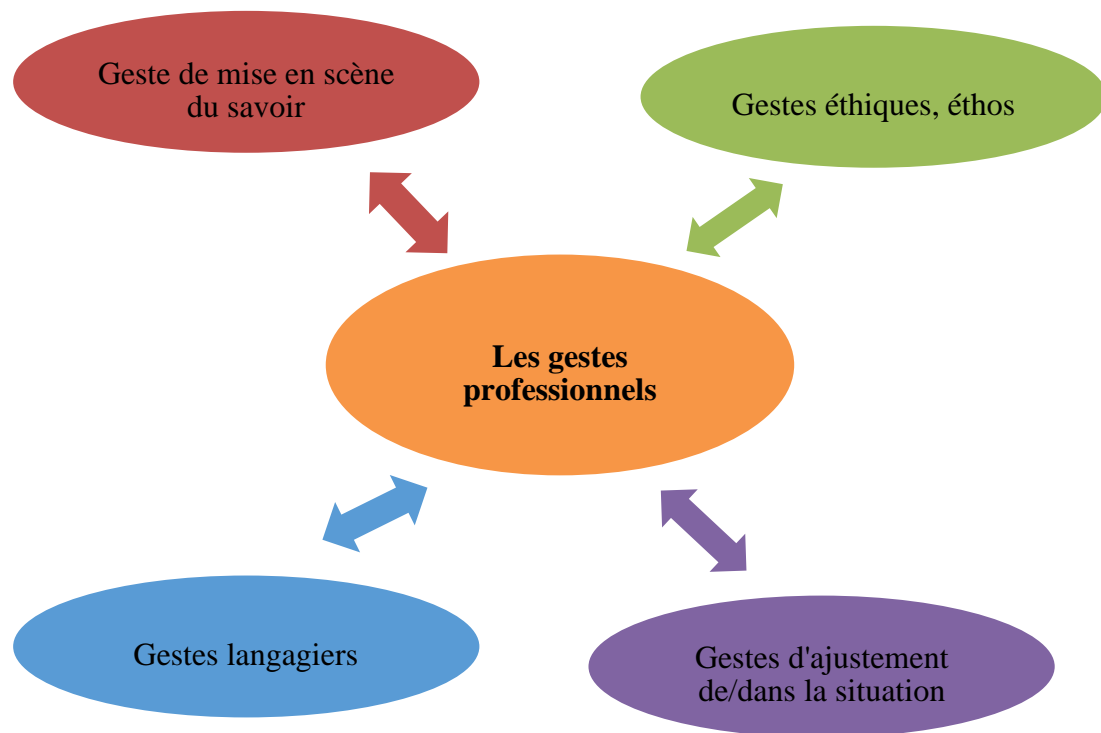 Geste de mise en scène
du savoir
Gestes éthiques, éthos
Les gestes
professionnels
Gestes langagiers
Gestes d'ajustement
de/dans la situation